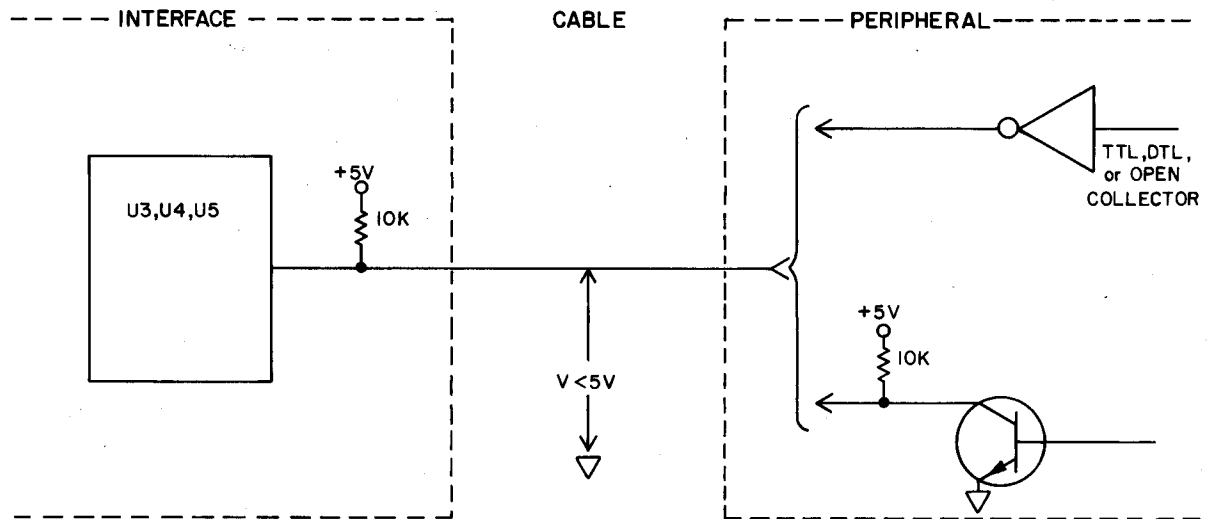 INTERFACE
CABLE
PERIPHERAL
TTL, DTL,
or OPEN
COLLECTOR
+5V
10K
U3,U4,U5
+5V
10K
V<5V